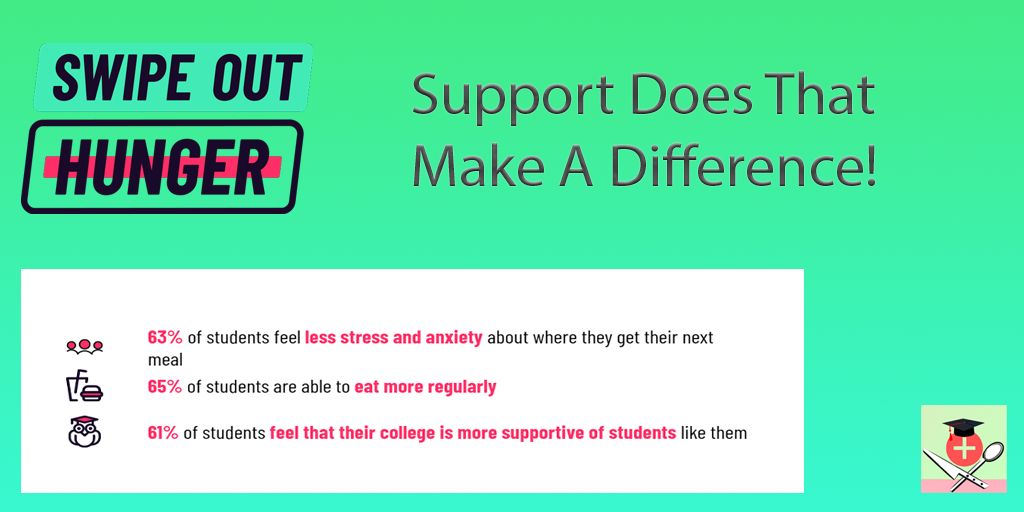 SWIPE OUT
HUNGER
Support Does That
Make A Difference!
63% of students feel less stress and anxiety about where they get their next
meal
65% of students are able to eat more regularly
61% of students feel that their college is more supportive of students like them